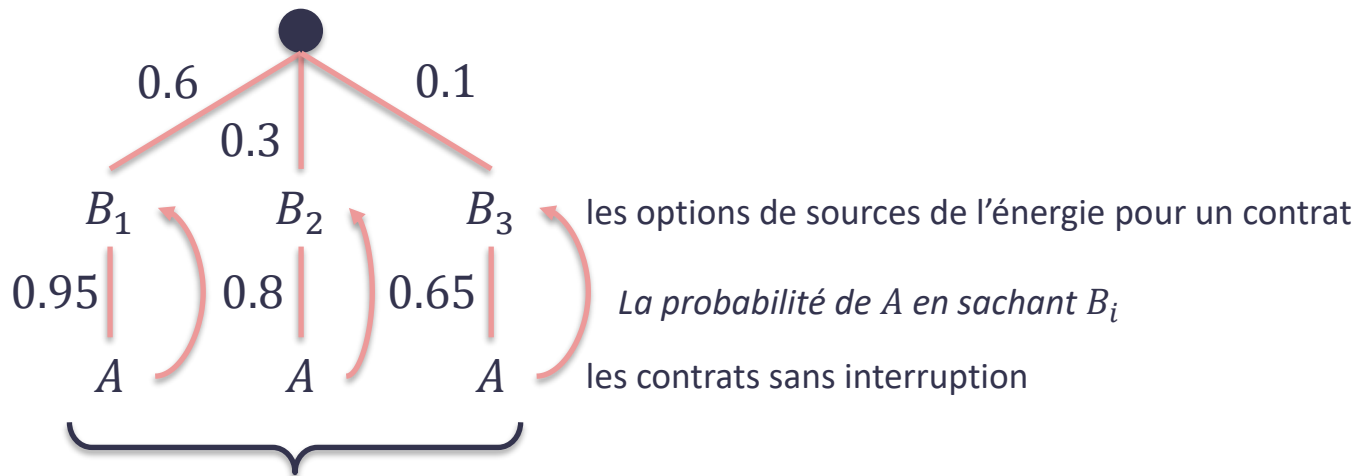 0.6 0.1
0.3
B₁ B₂ B₃ les options de sources de l’énergie pour un contrat
0.95 0.8 0.65 La probabilité de A en sachant Bᵢ
A A A les contrats sans interruption